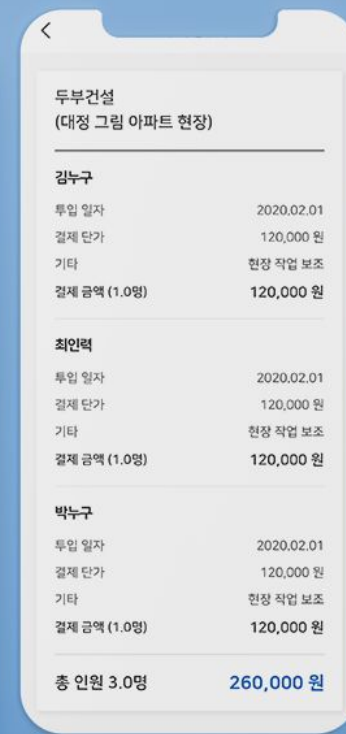 두부건설
(대정 그림 아파트 현장)
김누구
투입 일자 2020.02.01
결제 단가 120,000 원
기타 현장 작업 보조
결제 금액 (1.0명) 120,000 원
최인력
투입 일자 2020.02.01
결제 단가 120,000 원
기타 현장 작업 보조
결제 금액 (1.0명) 120,000 원
박누구
투입 일자 2020.02.01
결제 단가 120,000 원
기타 현장 작업 보조
결제 금액 (1.0명) 120,000 원
총 인원 3.0명 260,000 원